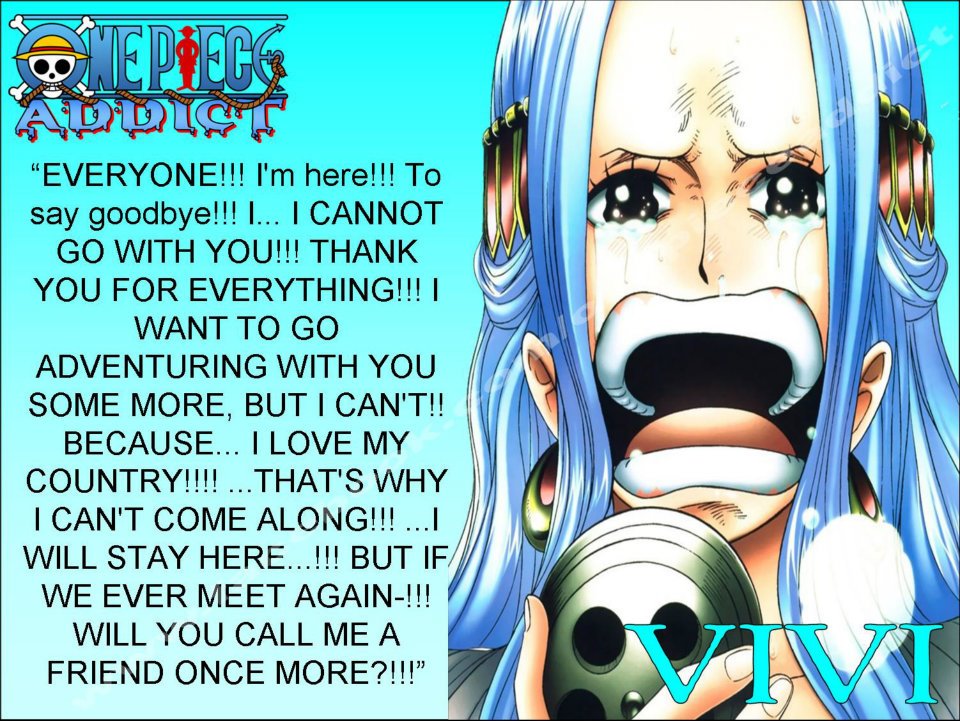 ONE PIECE
ADDICT
“EVERYONE!!! I'm here!!! To
say goodbye!!! I... I CANNOT
GO WITH YOU!!! THANK
YOU FOR EVERYTHING!!! I
WANT TO GO
ADVENTURING WITH YOU
SOME MORE, BUT I CAN'T!!
BECAUSE... I LOVE MY
COUNTRY!!!! ...THAT'S WHY
I CAN'T COME ALONG!!! ...I
WILL STAY HERE...!!! BUT IF
WE EVER MEET AGAIN-!!!
WILL YOU CALL ME A
FRIEND ONCE MORE?!!!”
VIVI